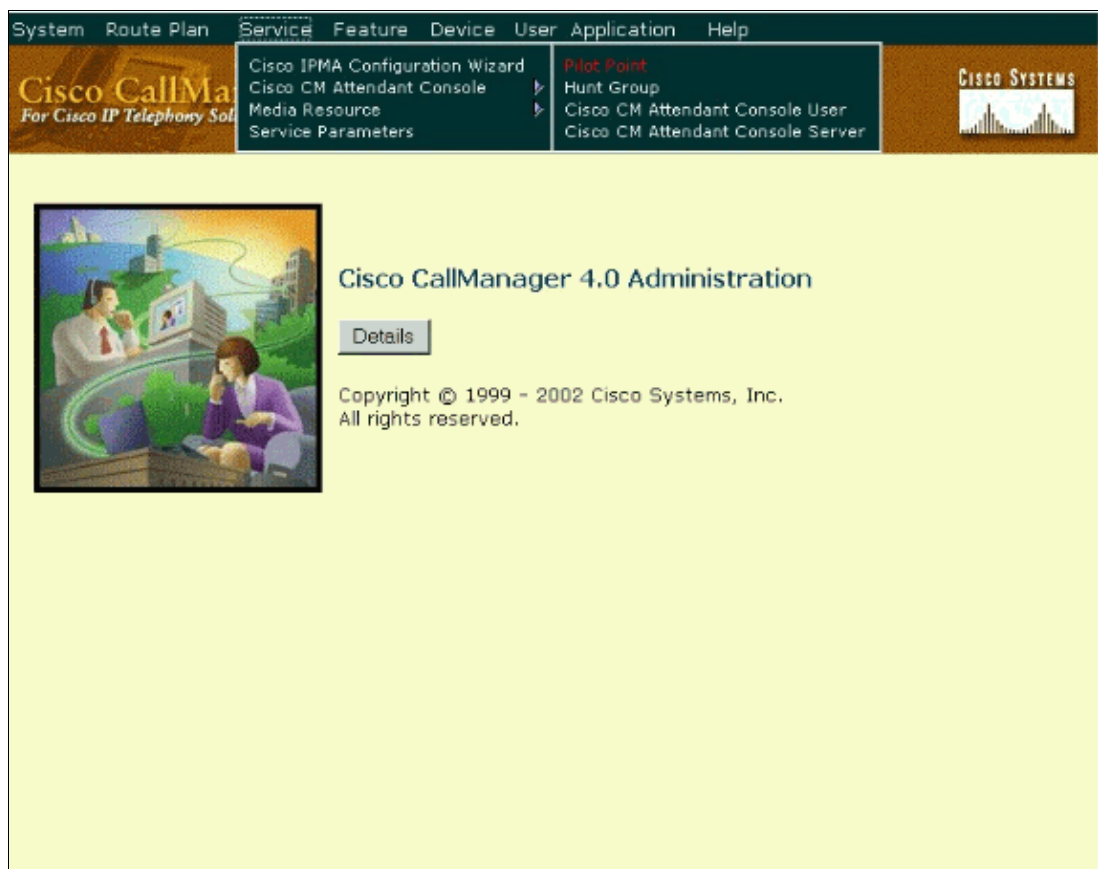 System Route Plan Service Feature Device User Application Help
Cisco CallMa
For Cisco IP Telephony Sol
Cisco IPMA Configuration Wizard
Cisco CM Attendant Console
Media Resource
Service Parameters
Pilot Point
Hunt Group
Cisco CM Attendant Console User
Cisco CM Attendant Console Server
CISCO SYSTEMS
Cisco CallManager 4.0 Administration
Details
Copyright © 1999 - 2002 Cisco Systems, Inc.
All rights reserved.